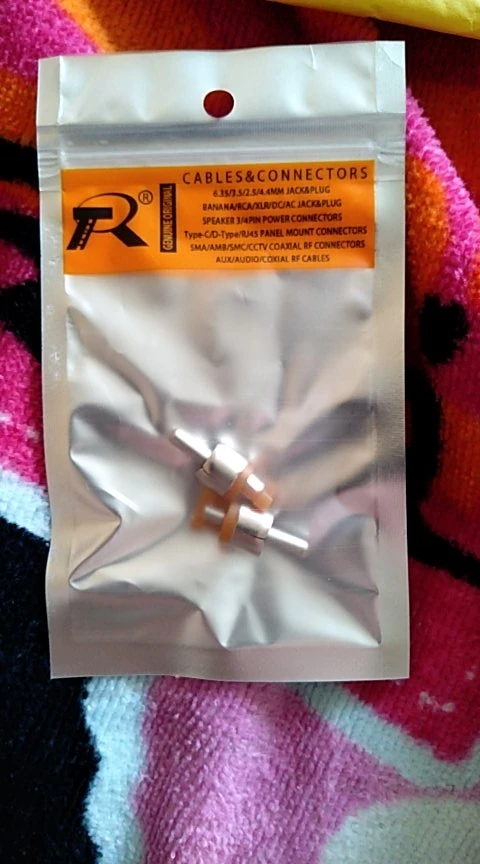 CABLES&CONNECTORS
6.35/3.5/2.5/4.4MM JACK&PLUG
BANANA/RCA/XLR/DC/AC JACK&PLUG
SPEAKER 3/4PIN POWER CONNECTORS
Type-C/D-Type/RJ45 PANEL MOUNT CONNECTORS
SMA/AMB/SMC/CCTV COAXIAL RF CONNECTORS
AUX/AUDIO/COXIAL RF CABLES
GENUINE ORIGINAL
TR®